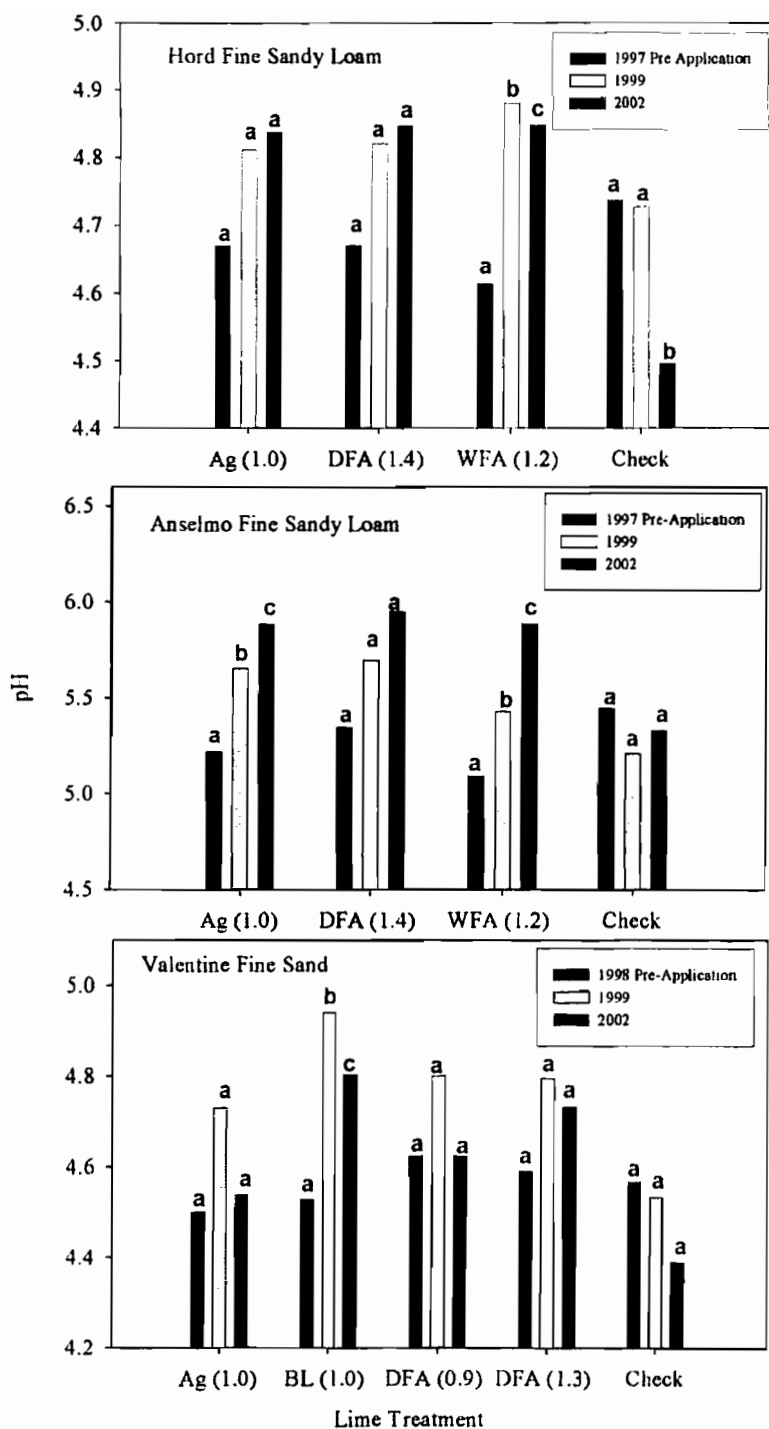 5.0
Hord Fine Sandy Loam
1997 Pre Application
1999
2002
4.9
4.8
4.7
4.6
4.5
4.4
a
a
a
a
a
a
a
b
c
a
a
b
Ag (1.0) DFA (1.4) WFA (1.2) Check
6.5
Anselmo Fine Sandy Loam
1997 Pre-Application
1999
2002
6.0
5.5
5.0
4.5
pH
a
b
c
a
a
a
a
b
c
a
a
a
Ag (1.0) DFA (1.4) WFA (1.2) Check
Valentine Fine Sand
1998 Pre-Application
1999
2002
5.0
4.8
4.6
4.4
4.2
a
a
a
a
b
c
a
a
a
a
a
a
a
a
a
Ag (1.0) BL (1.0) DFA (0.9) DFA (1.3) Check
Lime Treatment